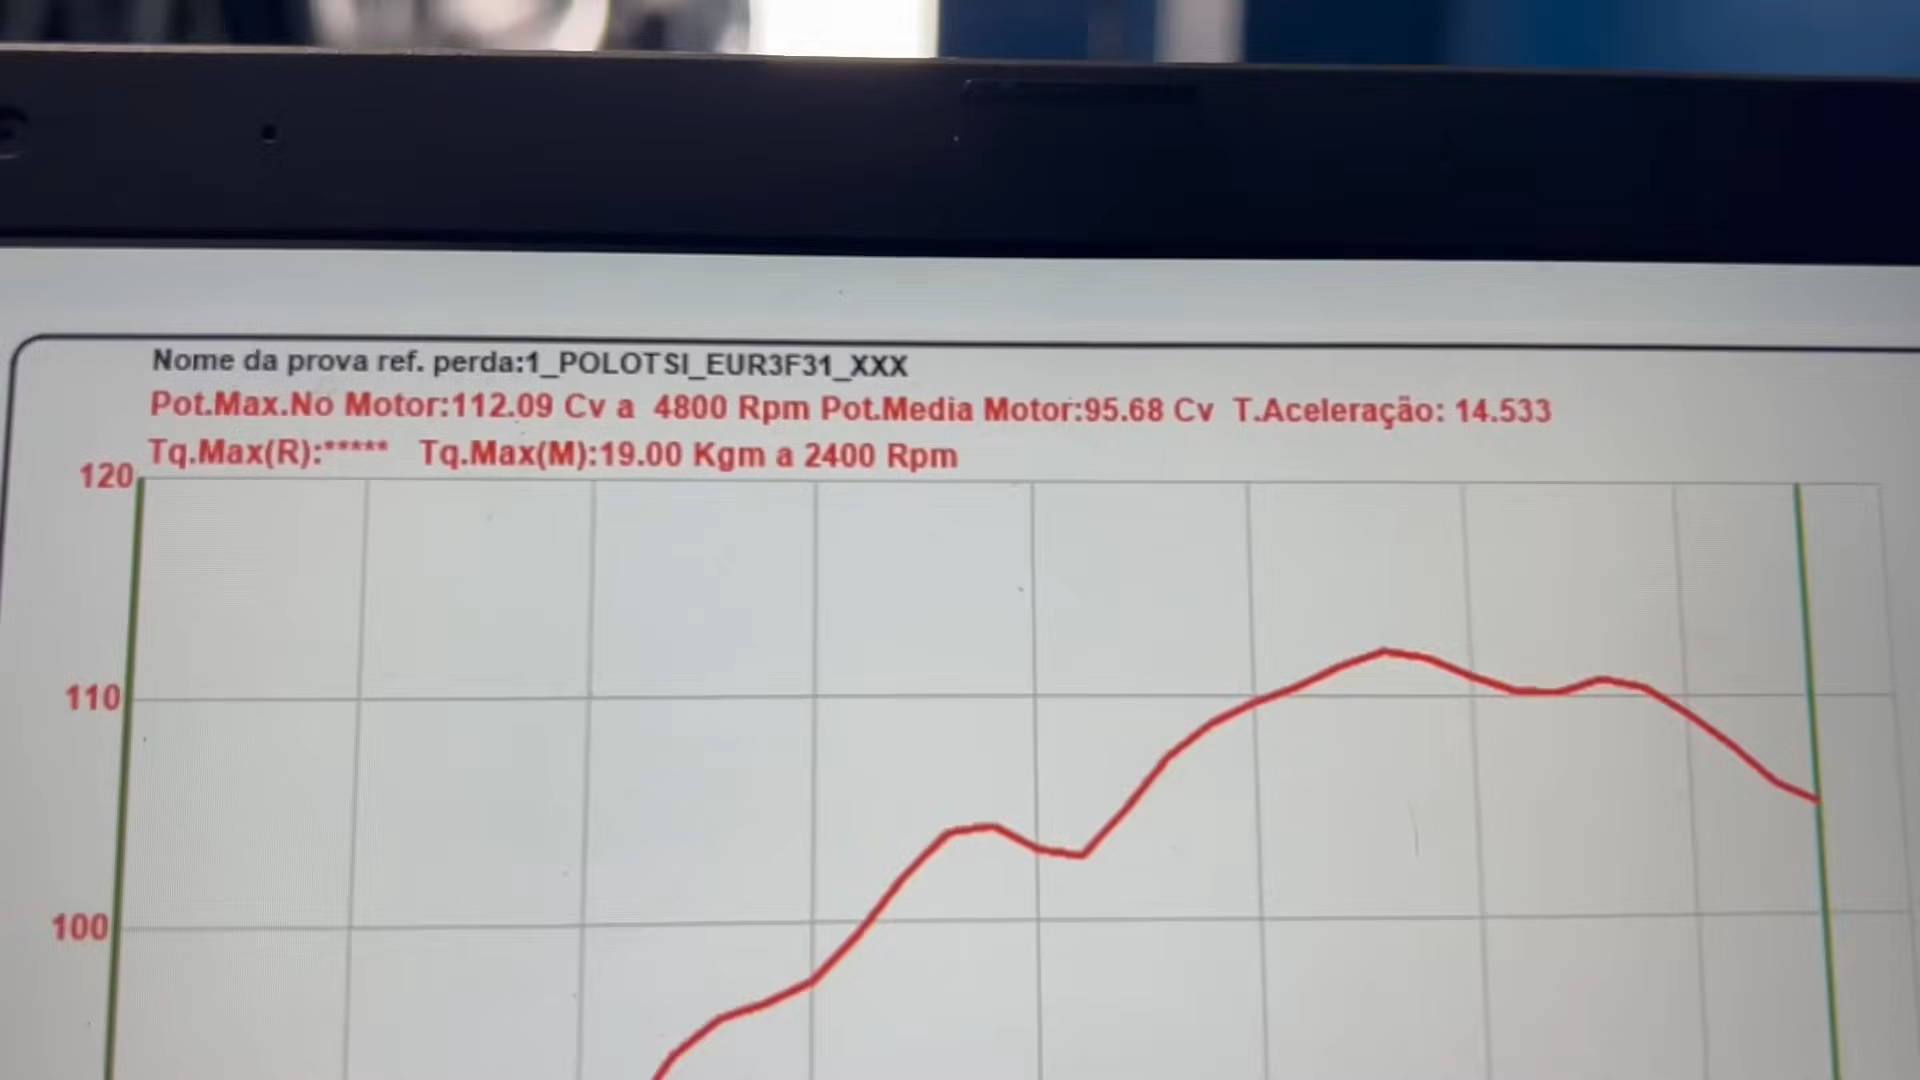 Nome da prova ref. perda:1_POLOTSI_EUR3F31_XXX
Pot.Max.No Motor:112.09 Cv a  4800 Rpm Pot.Media Motor:95.68 Cv  T.Aceleração: 14.533
Tq.Max(R):*****   Tq.Max(M):19.00 Kgm a 2400 Rpm
120
110
100